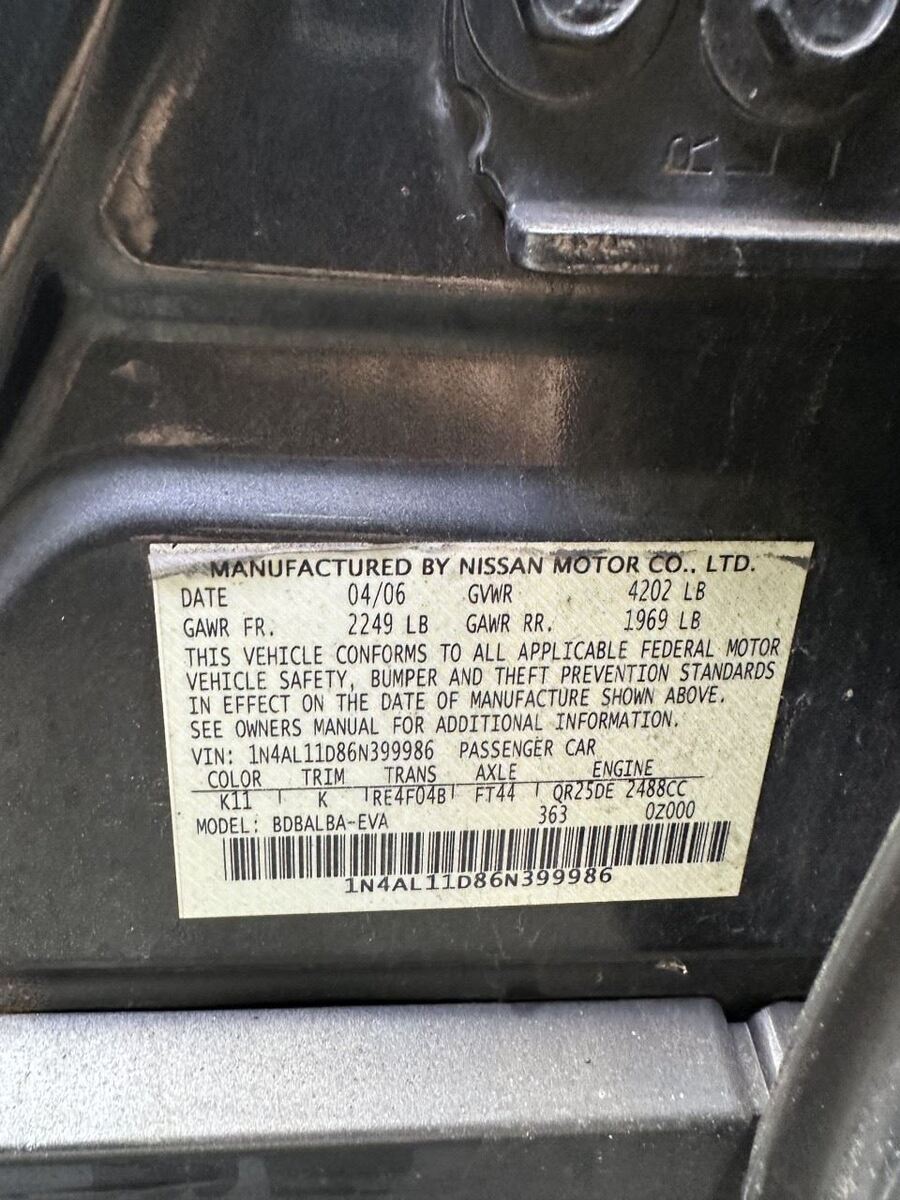 MANUFACTURED BY NISSAN MOTOR CO., LTD.
DATE 04/06 GVWR 4202 LB
GAWR FR. 2249 LB GAWR RR. 1969 LB
THIS VEHICLE CONFORMS TO ALL APPLICABLE FEDERAL MOTOR
VEHICLE SAFETY, BUMPER AND THEFT PREVENTION STANDARDS
IN EFFECT ON THE DATE OF MANUFACTURE SHOWN ABOVE.
SEE OWNERS MANUAL FOR ADDITIONAL INFORMATION.
VIN: 1N4AL11D86N399986 PASSENGER CAR
COLOR TRIM TRANS AXLE ENGINE
K11 K RE4F04B FT44 QR25DE 2488CC
MODEL: BDBALBA-EVA 363 0Z000
1N4AL11D86N399986